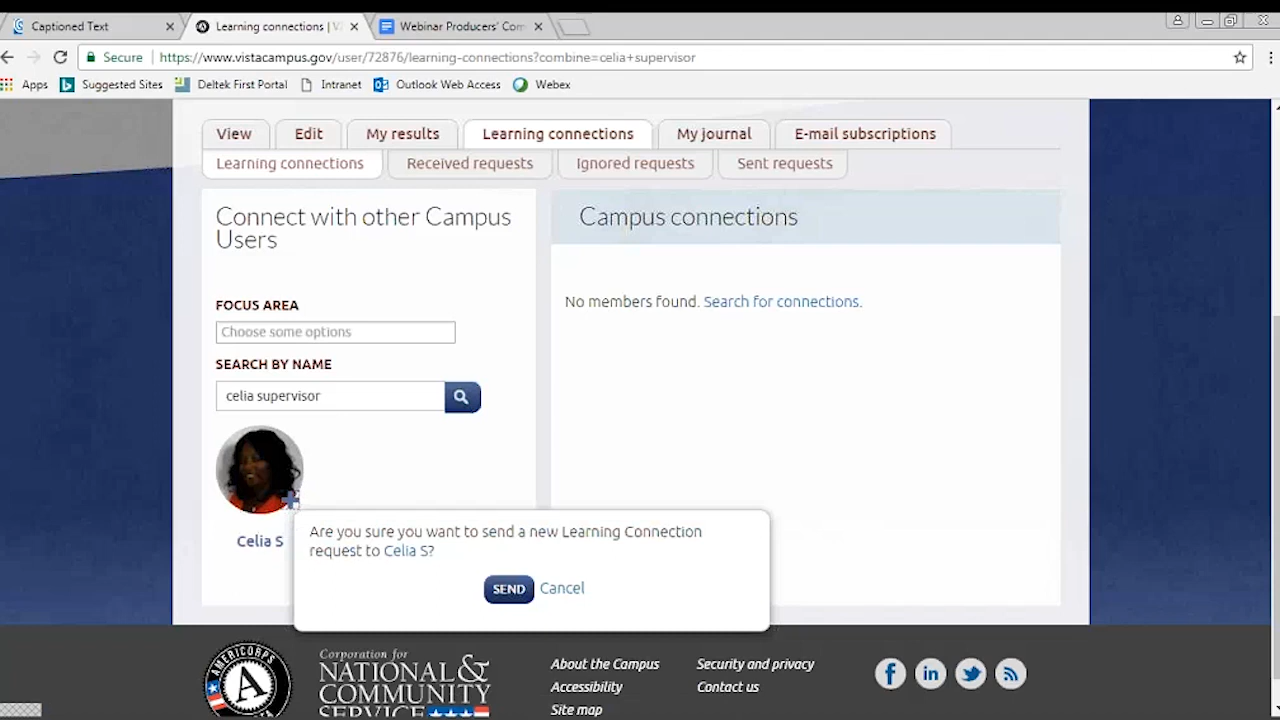 Captioned Text
Learning connections | V
Webinar Producers' Com
Secure
https://www.vistacampus.gov/user/72876/learning-connections?combine=celia+supervisor
Apps
Suggested Sites
Deltek First Portal
Intranet
Outlook Web Access
Webex
View
Edit
My results
Learning connections
My journal
E-mail subscriptions
Learning connections
Received requests
Ignored requests
Sent requests
Connect with other Campus
Users
FOCUS AREA
Choose some options
SEARCH BY NAME
celia supervisor
Celia S
Campus connections
No members found. Search for connections.
Are you sure you want to send a new Learning Connection
request to Celia S?
SEND Cancel
AMERICORPS
A
Corporation for
NATIONAL &
COMMUNITY
SERVICE
About the Campus
Accessibility
Site map
Security and privacy
Contact us
f
in